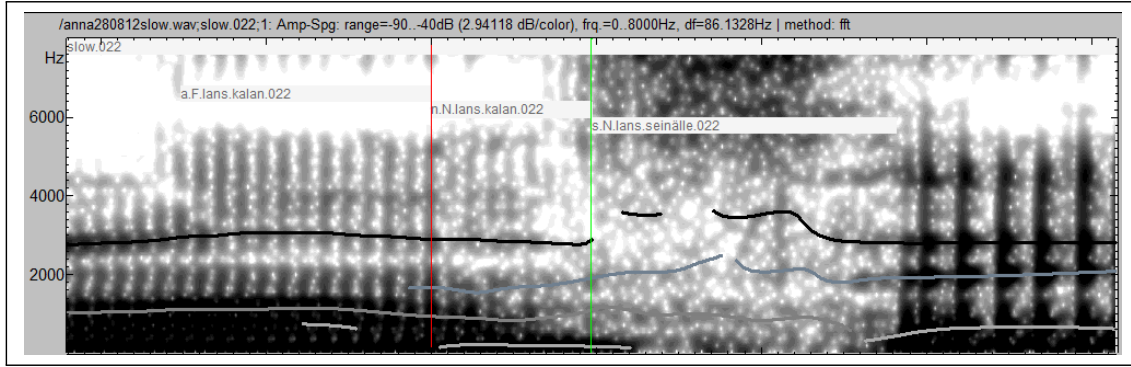 /anna280812slow.wav;slow.022;1: Amp-Spg: range=-90..-40dB (2.94118 dB/color), frq.=0..8000Hz, df=86.1328Hz | method: fft
slow.022
Hz
a.F.lans.kalan.022
n.N.lans.kalan.022
6000
s.N.lans.seinälle.022
4000
2000